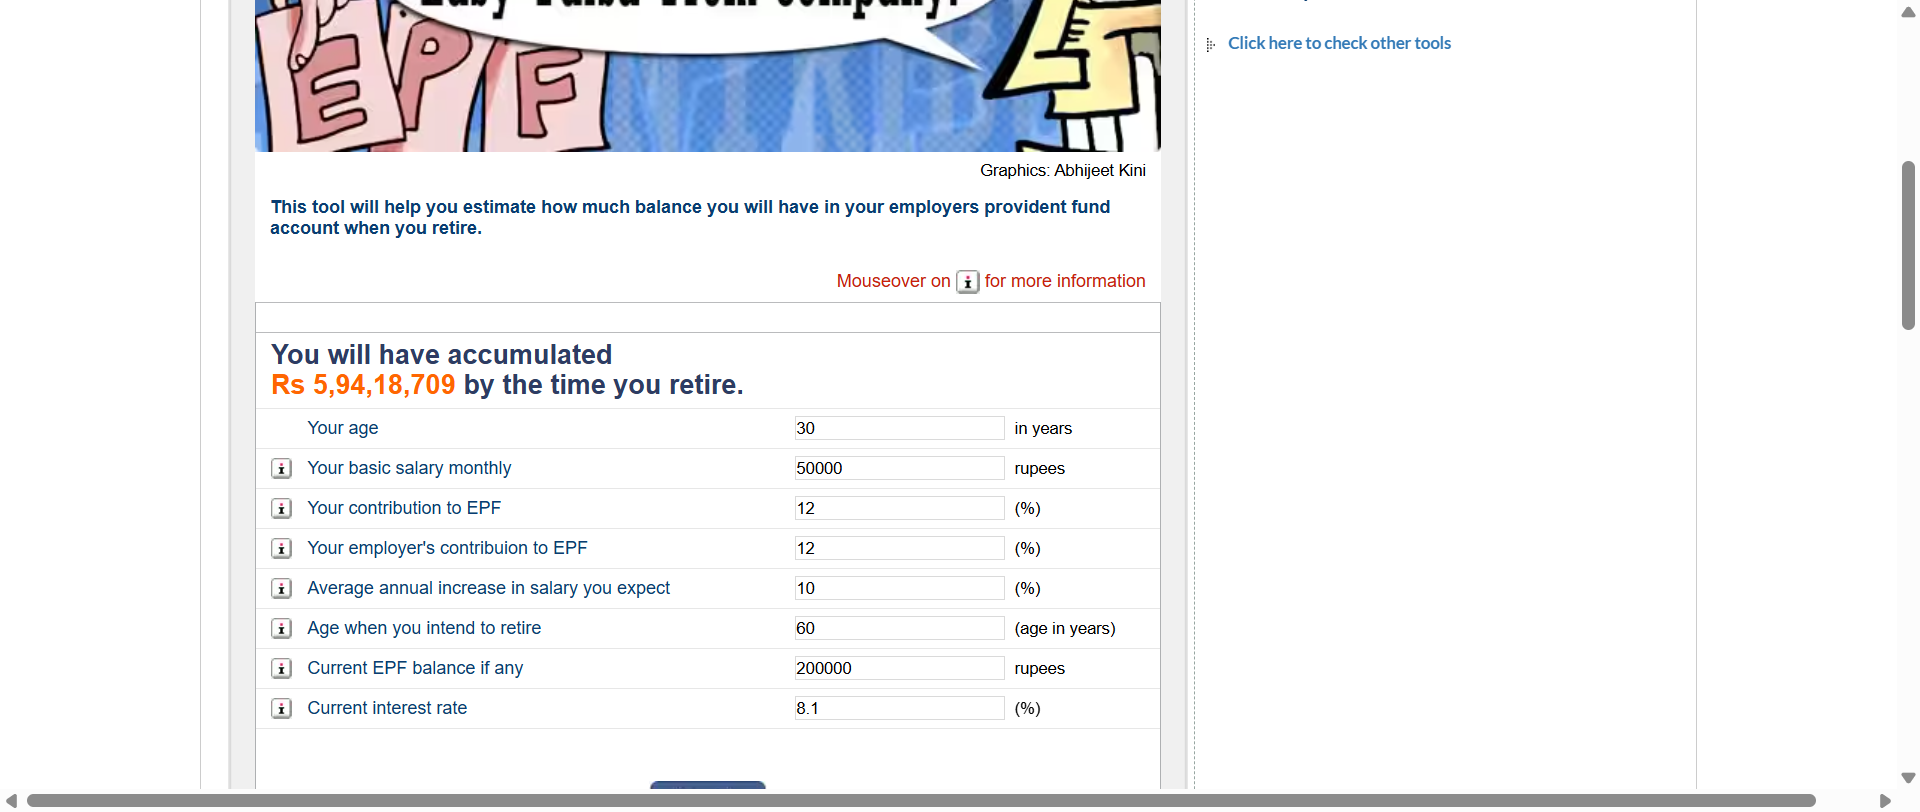 From company!
EPF
Click here to check other tools
Graphics: Abhijeet Kini
This tool will help you estimate how much balance you will have in your employers provident fund
account when you retire.
Mouseover on i for more information
You will have accumulated
Rs 5,94,18,709 by the time you retire.
Your age 30 in years
i Your basic salary monthly 50000 rupees
i Your contribution to EPF 12 (%)
i Your employer's contribuion to EPF 12 (%)
i Average annual increase in salary you expect 10 (%)
i Age when you intend to retire 60 (age in years)
i Current EPF balance if any 200000 rupees
i Current interest rate 8.1 (%)